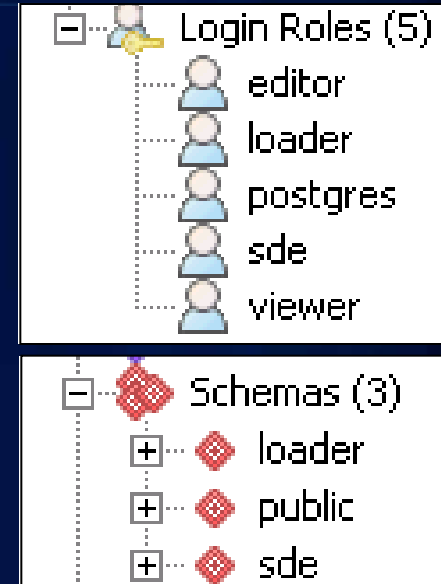 Login Roles (5)
editor
loader
postgres
sde
viewer
Schemas (3)
loader
public
sde